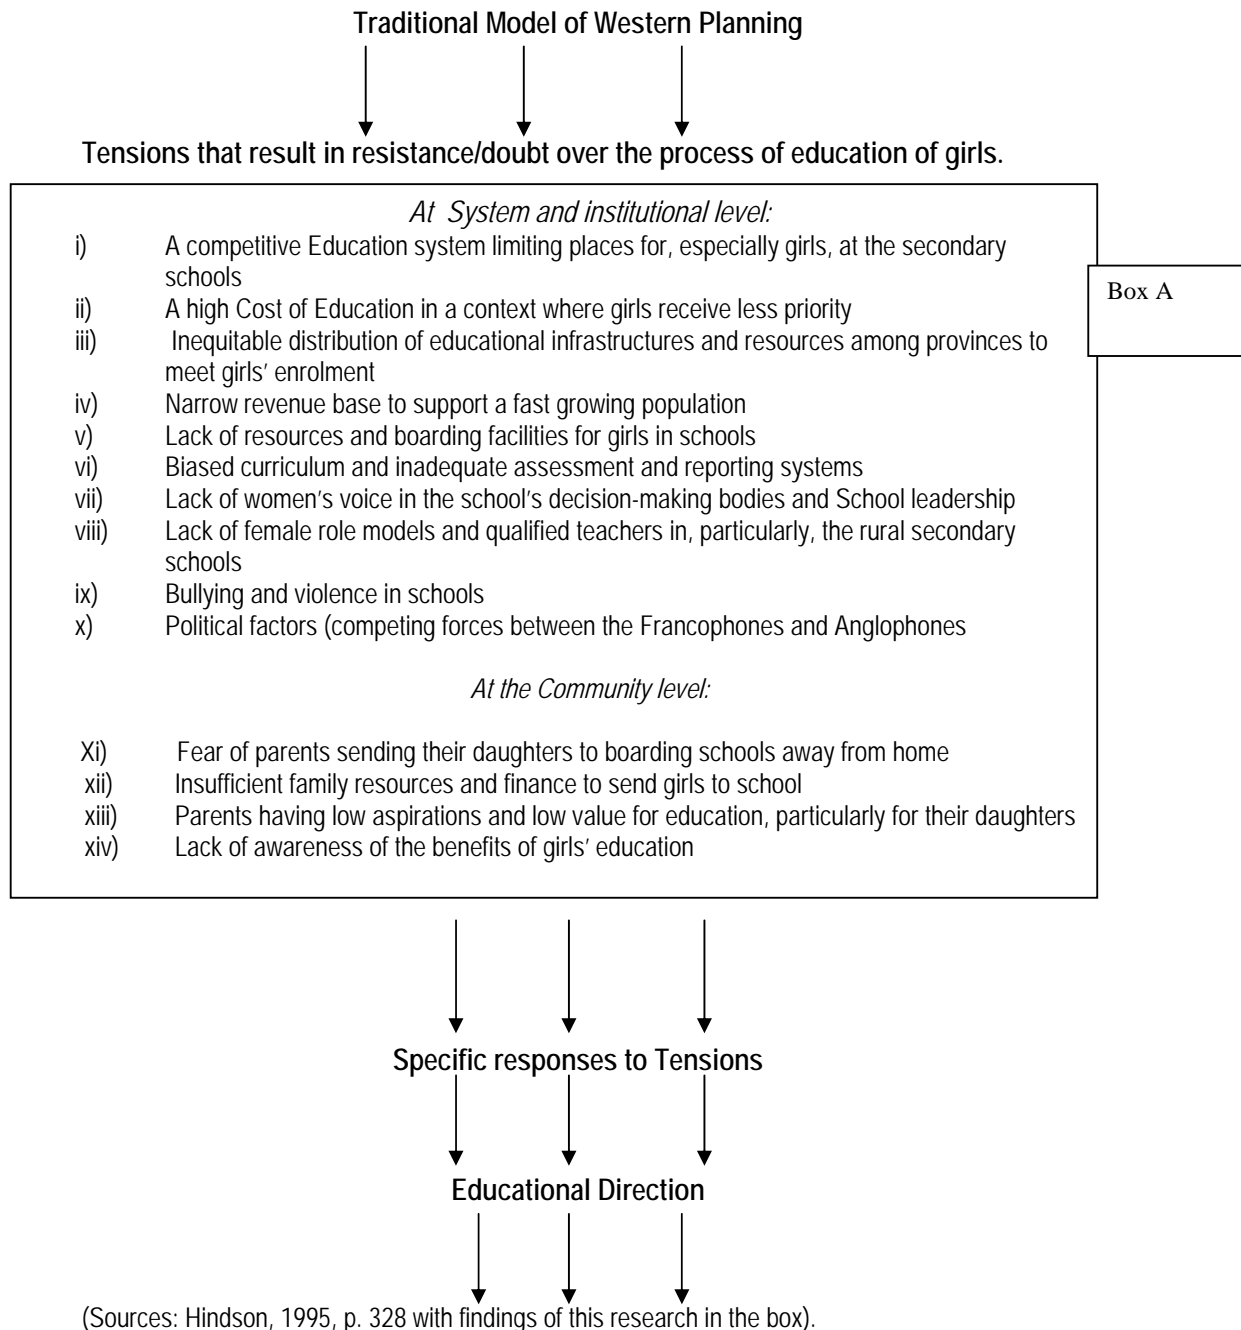 Traditional Model of Western Planning
Tensions that result in resistance/doubt over the process of education of girls.
At System and institutional level:
i) A competitive Education system limiting places for, especially girls, at the secondary
schools
Box A
ii) A high Cost of Education in a context where girls receive less priority
iii) Inequitable distribution of educational infrastructures and resources among provinces to
meet girls' enrolment
iv) Narrow revenue base to support a fast growing population
v) Lack of resources and boarding facilities for girls in schools
vi) Biased curriculum and inadequate assessment and reporting systems
vii) Lack of women's voice in the school's decision-making bodies and School leadership
viii) Lack of female role models and qualified teachers in, particularly, the rural secondary
schools
ix) Bullying and violence in schools
x) Political factors (competing forces between the Francophones and Anglophones
At the Community level:
Xi) Fear of parents sending their daughters to boarding schools away from home
xii) Insufficient family resources and finance to send girls to school
xiii) Parents having low aspirations and low value for education, particularly for their daughters
xiv) Lack of awareness of the benefits of girls' education
Specific responses to Tensions
Educational Direction
(Sources: Hindson, 1995, p. 328 with findings of this research in the box).